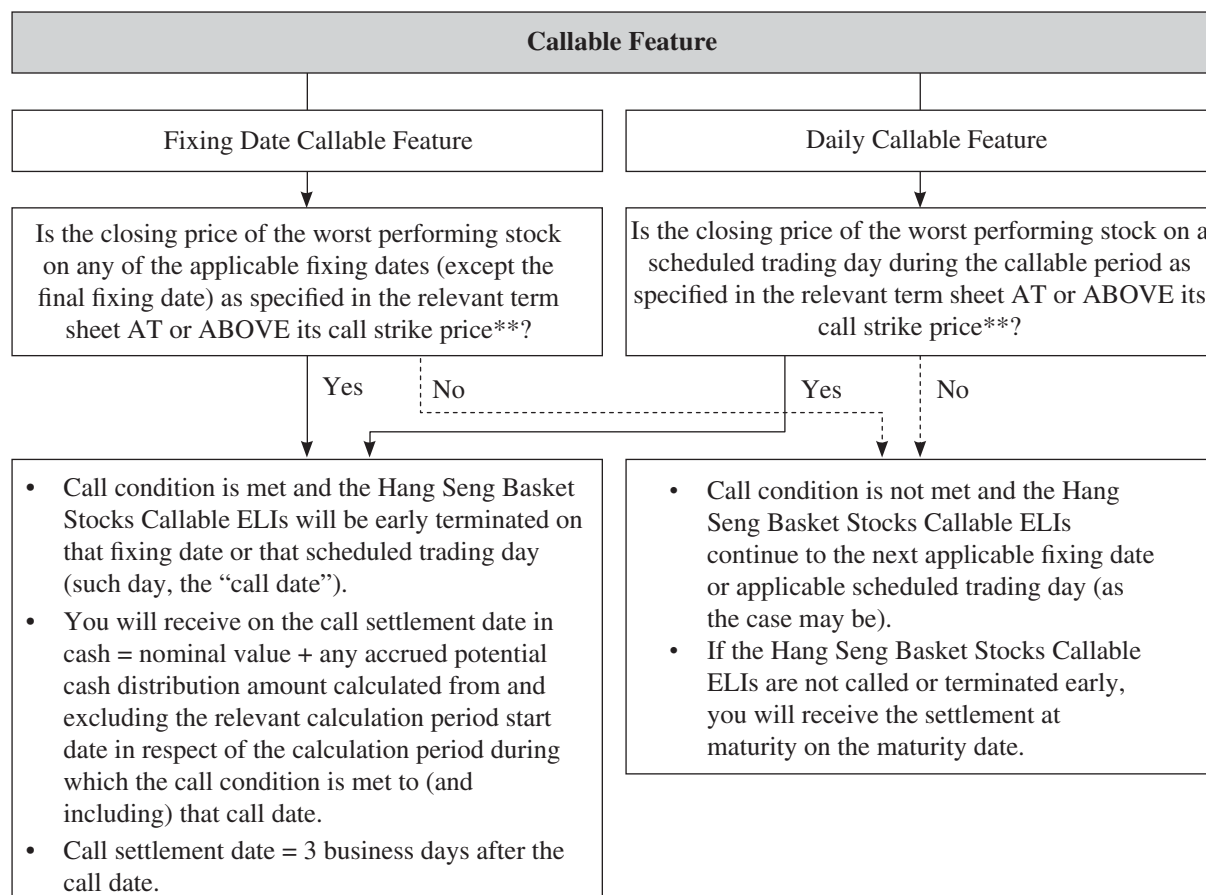 Callable Feature
Fixing Date Callable Feature
Daily Callable Feature
Is the closing price of the worst performing stock
on any of the applicable fixing dates (except the
final fixing date) as specified in the relevant term
sheet AT or ABOVE its call strike price**?
Is the closing price of the worst performing stock on a
scheduled trading day during the callable period as
specified in the relevant term sheet AT or ABOVE its
call strike price**?
Yes
No
Yes
No
• Call condition is met and the Hang Seng Basket
Stocks Callable ELIs will be early terminated on
that fixing date or that scheduled trading day
(such day, the “call date”).
• You will receive on the call settlement date in
cash = nominal value + any accrued potential
cash distribution amount calculated from and
excluding the relevant calculation period start
date in respect of the calculation period during
which the call condition is met to (and
including) that call date.
• Call settlement date = 3 business days after the
call date.
• Call condition is not met and the Hang
Seng Basket Stocks Callable ELIs
continue to the next applicable fixing date
or applicable scheduled trading day (as
the case may be).
• If the Hang Seng Basket Stocks Callable
ELIs are not called or terminated early,
you will receive the settlement at
maturity on the maturity date.